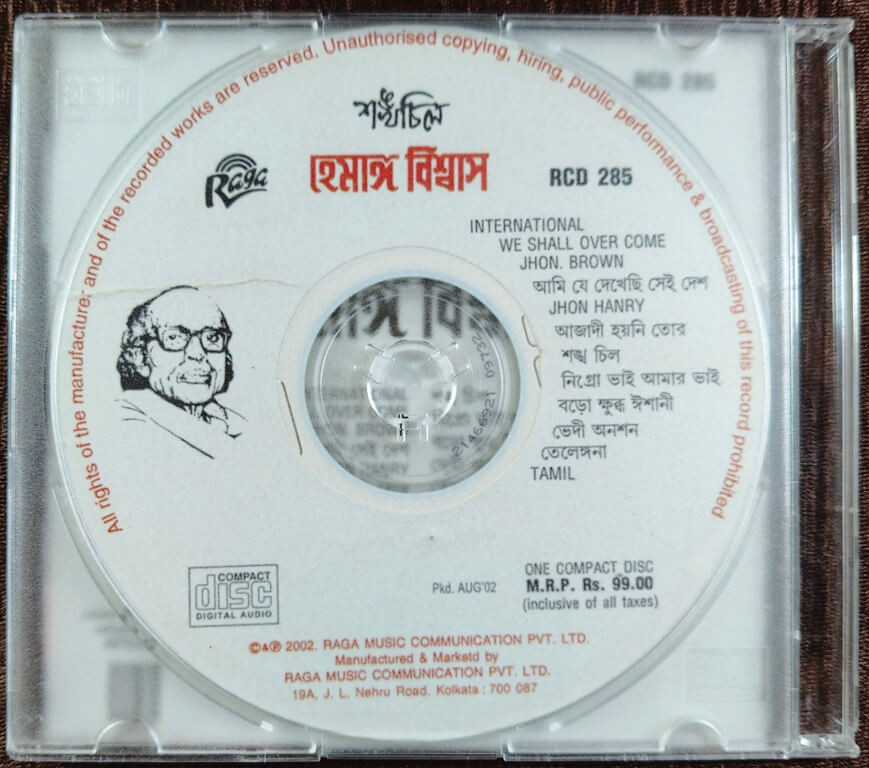 All rights of the manufacturer and of the recorded works are reserved. Unauthorised copying, hiring, public performance & broadcasting of this record prohibited
শঙ্খচিল
Raga
হেমাঙ্গ বিশ্বাস
RCD 285
INTERNATIONAL
WE SHALL OVER COME
JHON. BROWN
আমি যে দেখেছি সেই দেশ
JHON HANRY
আজাদী হয়নি তোর
শঙ্খ চিল
নিগ্রো ভাই আমার ভাই
বড়ো ক্ষুব্ধ ঈশানী
ভেদী অনশন
তেলেঙ্গনা
TAMIL
21466921 09732
COMPACT
disc
DIGITAL AUDIO
Pkd. AUG'02
ONE COMPACT DISC
M.R.P. Rs. 99.00
(inclusive of all taxes)
©&℗ 2002. RAGA MUSIC COMMUNICATION PVT. LTD.
Manufactured & Marketd by
RAGA MUSIC COMMUNICATION PVT. LTD.
19A, J. L. Nehru Road. Kolkata : 700 087